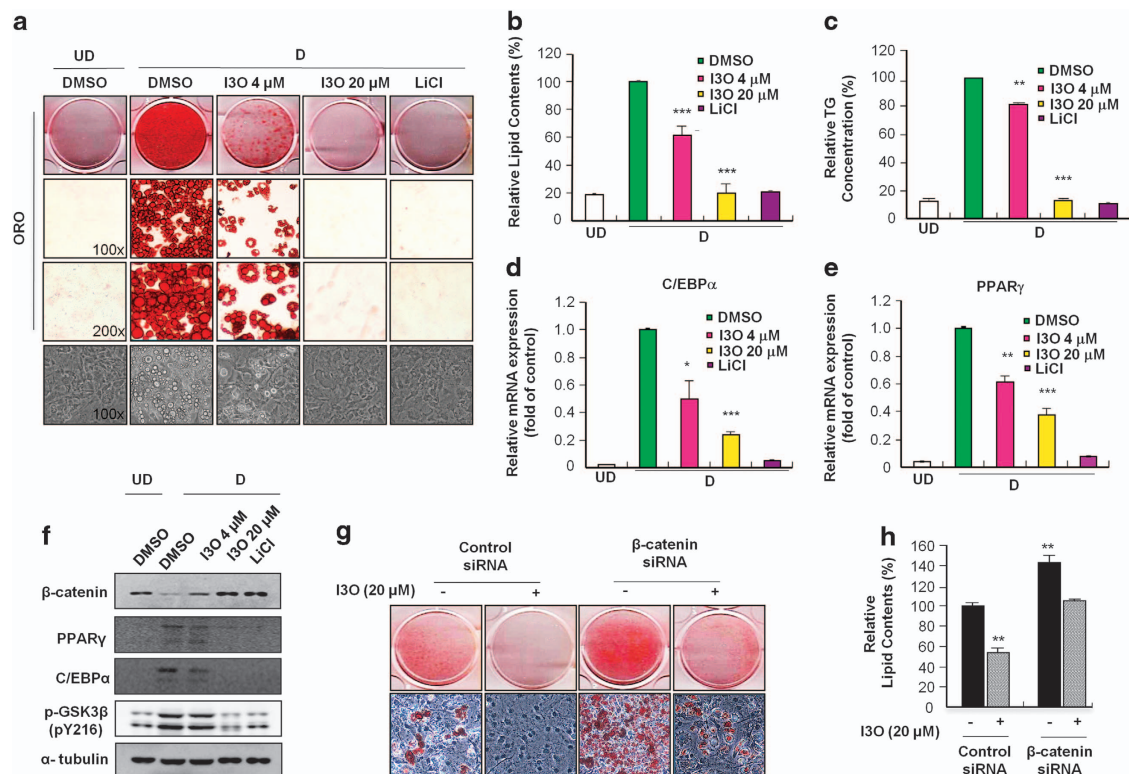 a
UD D
DMSO DMSO I3O 4 µM I3O 20 µM LiCl
ORO
100x
200x
100x
b
Relative Lipid Contents (%)
120
100
80
60
40
20
0
DMSO
I3O 4 µM
I3O 20 µM
LiCl
***
***
UD D
c
Relative TG
Concentration (%)
120
100
80
60
40
20
0
DMSO
I3O 4 µM
I3O 20 µM
LiCl
**
***
UD D
d
C/EBPα
Relative mRNA expression
(fold of control)
1.2
1.0
0.8
0.6
0.4
0.2
0
DMSO
I3O 4 µM
I3O 20 µM
LiCl
*
***
UD D
e
PPARγ
Relative mRNA expression
(fold of control)
1.2
1.0
0.8
0.6
0.4
0.2
0
DMSO
I3O 4 µM
I3O 20 µM
LiCl
**
***
UD D
f
UD D
DMSO DMSO I3O 4 µM I3O 20 µM LiCl
β-catenin
PPARγ
C/EBPα
p-GSK3β
(pY216)
α- tubulin
g
Control
siRNA
β-catenin
siRNA
I3O (20 µM) - + - +
h
Relative
Lipid Contents (%)
160
140
120
100
80
60
40
20
0
**
**
I3O (20 µM) - + - +
Control
siRNA
β-catenin
siRNA